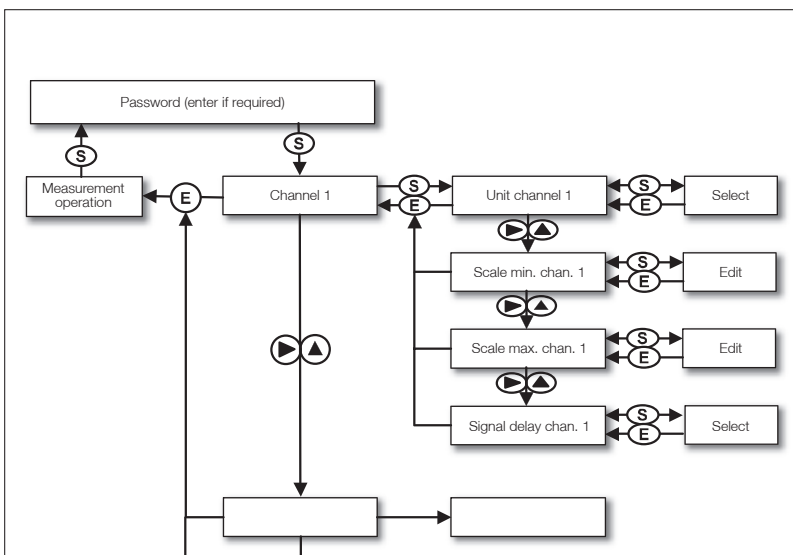 Password (enter if required)
S
S
Measurement
operation
E
Channel 1
S
E
Unit channel 1
S
E
Select
Scale min. chan. 1
S
E
Edit
Scale max. chan. 1
S
E
Edit
Signal delay chan. 1
S
E
Select